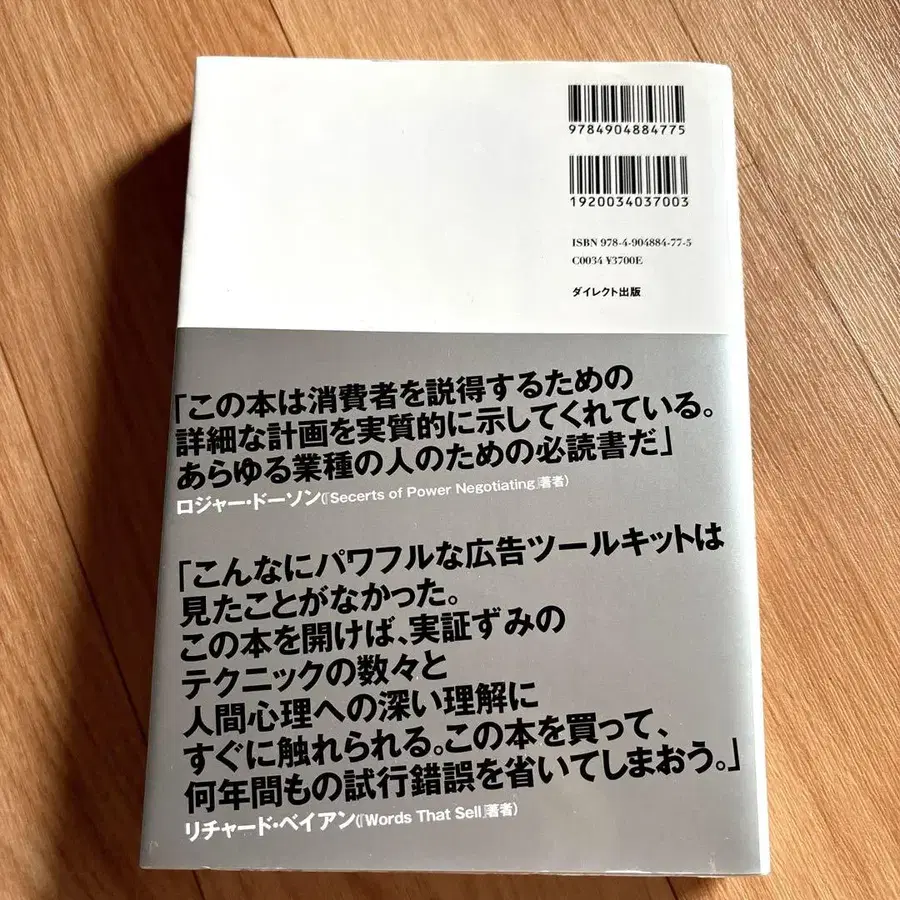 9784904884775
1920034037003
ISBN 978-4-904884-77-5
C0034 ¥3700E
ダイレクト出版
「この本は消費者を説得するための
詳細な計画を実質的に示してくれている。
あらゆる業種の人のための必読書だ」
ロジャー・ドーソン(『Secerts of Power Negotiating』著者)
「こんなにパワフルな広告ツールキットは
見たことがなかった。
この本を開けば、実証ずみの
テクニックの数々と
人間心理への深い理解に
すぐに触れられる。この本を買って、
何年間もの試行錯誤を省いてしまおう。」
リチャード・ベイアン(『Words That Sell』著者)